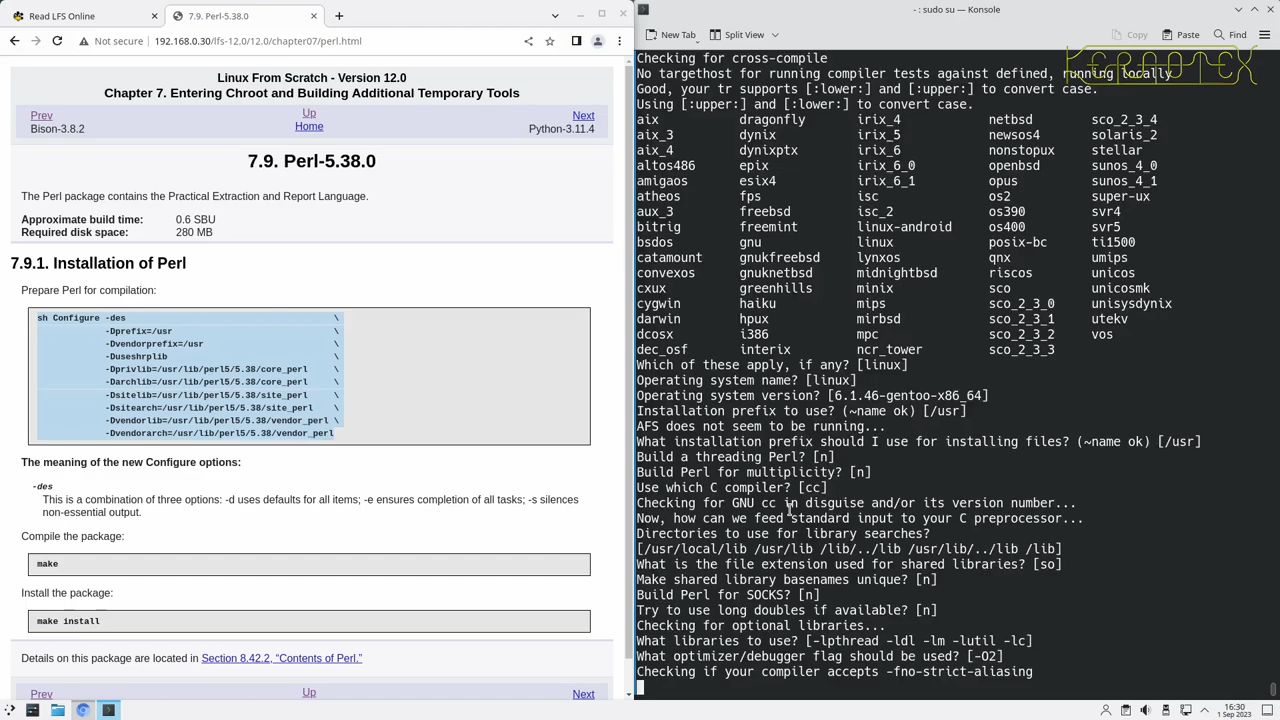 Read LFS Online
7.9. Perl-5.38.0
Not secure
192.168.0.30/lfs-12.0/12.0/chapter07/perl.html
Linux From Scratch - Version 12.0
Chapter 7. Entering Chroot and Building Additional Temporary Tools
Prev
Up
Next
Bison-3.8.2
Home
Python-3.11.4
7.9. Perl-5.38.0
The Perl package contains the Practical Extraction and Report Language.
Approximate build time: 0.6 SBU
Required disk space: 280 MB
7.9.1. Installation of Perl
Prepare Perl for compilation:
sh Configure -des \
-Dprefix=/usr \
-Dvendorprefix=/usr \
-Duseshrplib \
-Dprivlib=/usr/lib/perl5/5.38/core_perl \
-Darchlib=/usr/lib/perl5/5.38/core_perl \
-Dsitelib=/usr/lib/perl5/5.38/site_perl \
-Dsitearch=/usr/lib/perl5/5.38/site_perl \
-Dvendorlib=/usr/lib/perl5/5.38/vendor_perl \
-Dvendorarch=/usr/lib/perl5/5.38/vendor_perl
The meaning of the new Configure options:
-des
This is a combination of three options: -d uses defaults for all items; -e ensures completion of all tasks; -s silences
non-essential output.
Compile the package:
make
Install the package:
make install
Details on this package are located in Section 8.42.2, “Contents of Perl.”
Prev
Up
Next
- : sudo su — Konsole
New Tab
Split View
Copy
Paste
Find
KERNOTEX
Checking for cross-compile
No targethost for running compiler tests against defined, running locally
Good, your tr supports [:lower:] and [:upper:] to convert case.
Using [:upper:] and [:lower:] to convert case.
aix dragonfly irix_4 netbsd sco_2_3_4
aix_3 dynix irix_5 newsos4 solaris_2
aix_4 dynixptx irix_6 nonstopux stellar
altos486 epix irix_6_0 openbsd sunos_4_0
amigaos esix4 irix_6_1 opus sunos_4_1
atheos fps isc os2 super-ux
aux_3 freebsd isc_2 os390 svr4
bitrig freemint linux-android os400 svr5
bsdos gnu linux posix-bc ti1500
catamount gnukfreebsd lynxos qnx umips
convexos gnuknetbsd midnightbsd riscos unicos
cxux greenhills minix sco unicosmk
cygwin haiku mips sco_2_3_0 unisysdynix
darwin hpux mirbsd sco_2_3_1 utekv
dcosx i386 mpc sco_2_3_2 vos
dec_osf interix ncr_tower sco_2_3_3
Which of these apply, if any? [linux]
Operating system name? [linux]
Operating system version? [6.1.46-gentoo-x86_64]
Installation prefix to use? (~name ok) [/usr]
AFS does not seem to be running...
What installation prefix should I use for installing files? (~name ok) [/usr]
Build a threading Perl? [n]
Build Perl for multiplicity? [n]
Use which C compiler? [cc]
Checking for GNU cc in disguise and/or its version number...
Now, how can we feed standard input to your C preprocessor...
Directories to use for library searches?
[/usr/local/lib /usr/lib /lib/../lib /usr/lib/../lib /lib]
What is the file extension used for shared libraries? [so]
Make shared library basenames unique? [n]
Build Perl for SOCKS? [n]
Try to use long doubles if available? [n]
Checking for optional libraries...
What libraries to use? [-lpthread -ldl -lm -lutil -lc]
What optimizer/debugger flag should be used? [-O2]
Checking if your compiler accepts -fno-strict-aliasing
16:30
1 Sep 2023